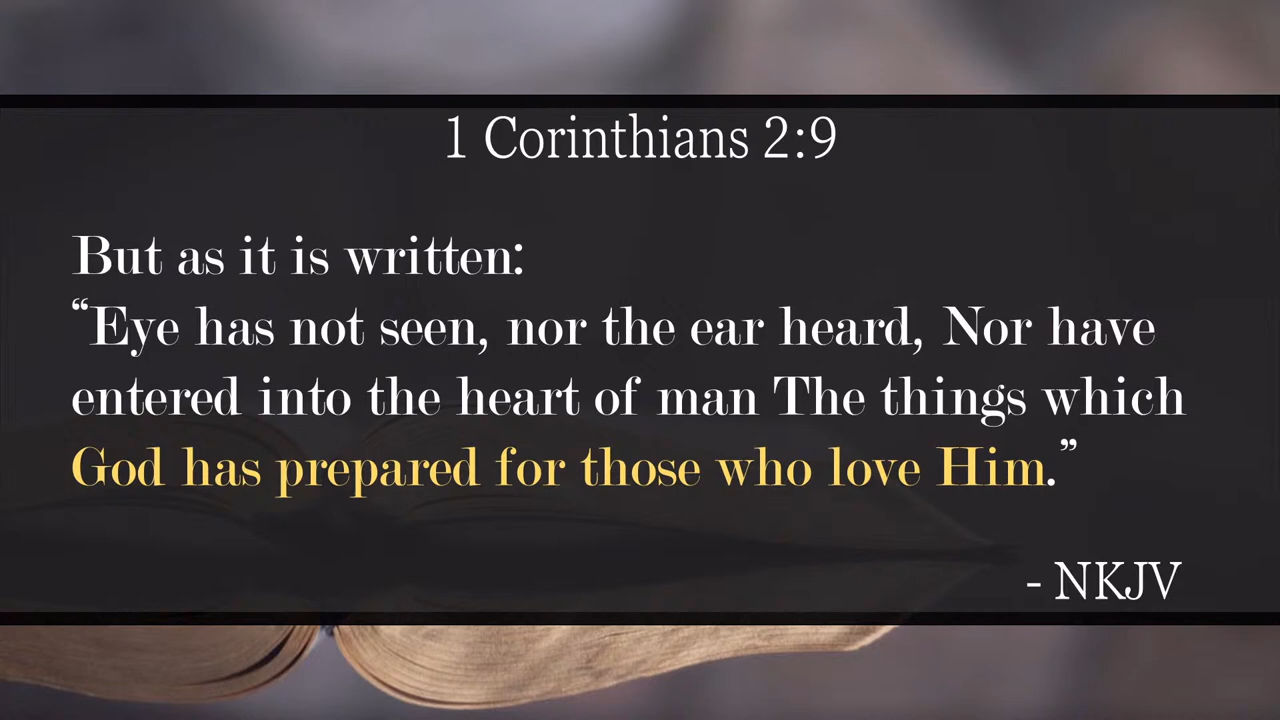 1 Corinthians 2:9
But as it is written:
“Eye has not seen, nor the ear heard, Nor have
entered into the heart of man The things which
God has prepared for those who love Him.”
- NKJV